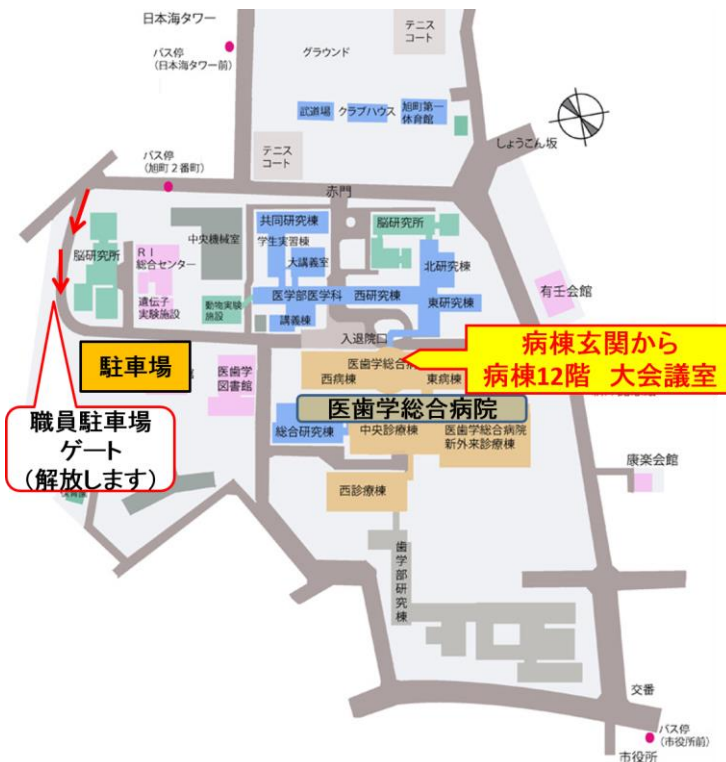 日本海タワー
バス停
(日本海タワー前)
グラウンド
テニス
コート
武道場
クラブハウス
旭町第一
体育館
しょうこん坂
バス停
(旭町2番町)
テニス
コート
赤門
脳研究所
RI
総合センター
遺伝子
実験施設
中央機械室
動物実験
施設
共同研究棟
学生実習棟
大講義室
医学部医学科
西研究棟
講義棟
脳研究所
北研究棟
東研究棟
有壬会館
入退院口
医歯学総合病
西病棟
東病棟
病棟玄関から
病棟12階 大会議室
駐車場
医歯学
図書館
医歯学総合病院
職員駐車場
ゲート
(解放します)
総合研究棟
中央診療棟
医歯学総合病院
新外来診療棟
西診療棟
康楽会館
歯学部研究棟
交番
バス停
(市役所前)
市役所